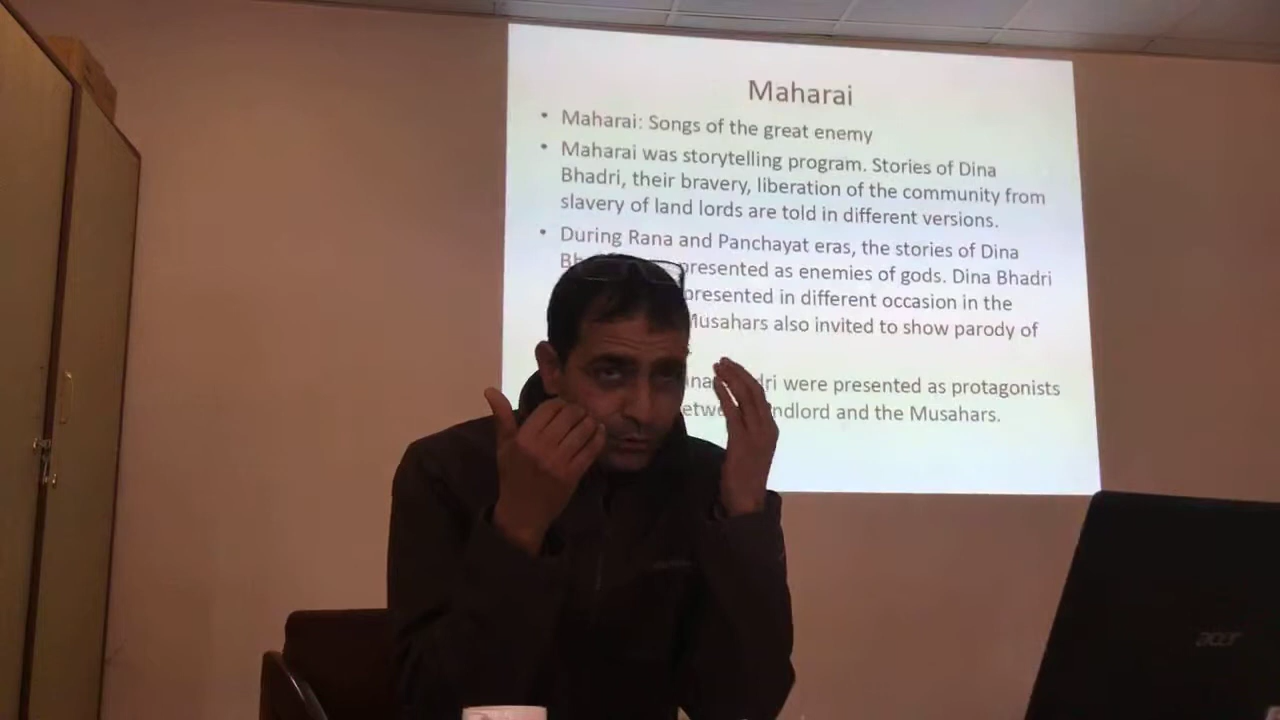 Maharai
• Maharai: Songs of the great enemy
• Maharai was storytelling program. Stories of Dina
Bhadri, their bravery, liberation of the community from
slavery of land lords are told in different versions.
• During Rana and Panchayat eras, the stories of Dina
presented as enemies of gods. Dina Bhadri
presented in different occasion in the
Musahars also invited to show parody of
were presented as protagonists
and the Musahars.
acer